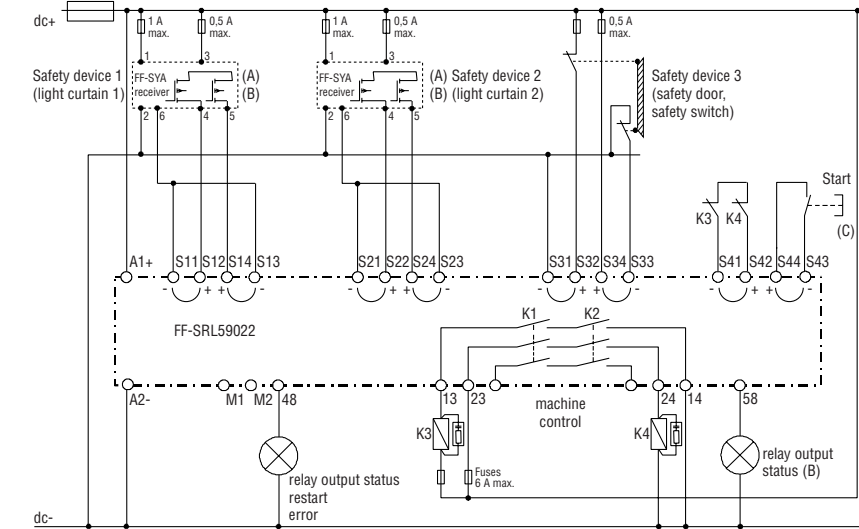 dc+
1 A
max.
0,5 A
max.
1 A
max.
0,5 A
max.
0,5 A
max.
1
3
1
3
Safety device 1
(light curtain 1)
FF-SYA
receiver
(A)
(B)
FF-SYA
receiver
(A) Safety device 2
(B) (light curtain 2)
Safety device 3
(safety door,
safety switch)
2
6
4
5
2
6
4
5
Start
K3
K4
(C)
A1+
S11
S12
S14
S13
S21
S22
S24
S23
S31
S32
S34
S33
S41
S42
S44
S43
- + + -
- + + -
- + + -
- + + -
K1
K2
FF-SRL59022
A2-
M1
M2
48
13
23
machine
control
24
14
58
K3
K4
relay output status
restart
error
Fuses
6 A max.
relay output
status (B)
dc-